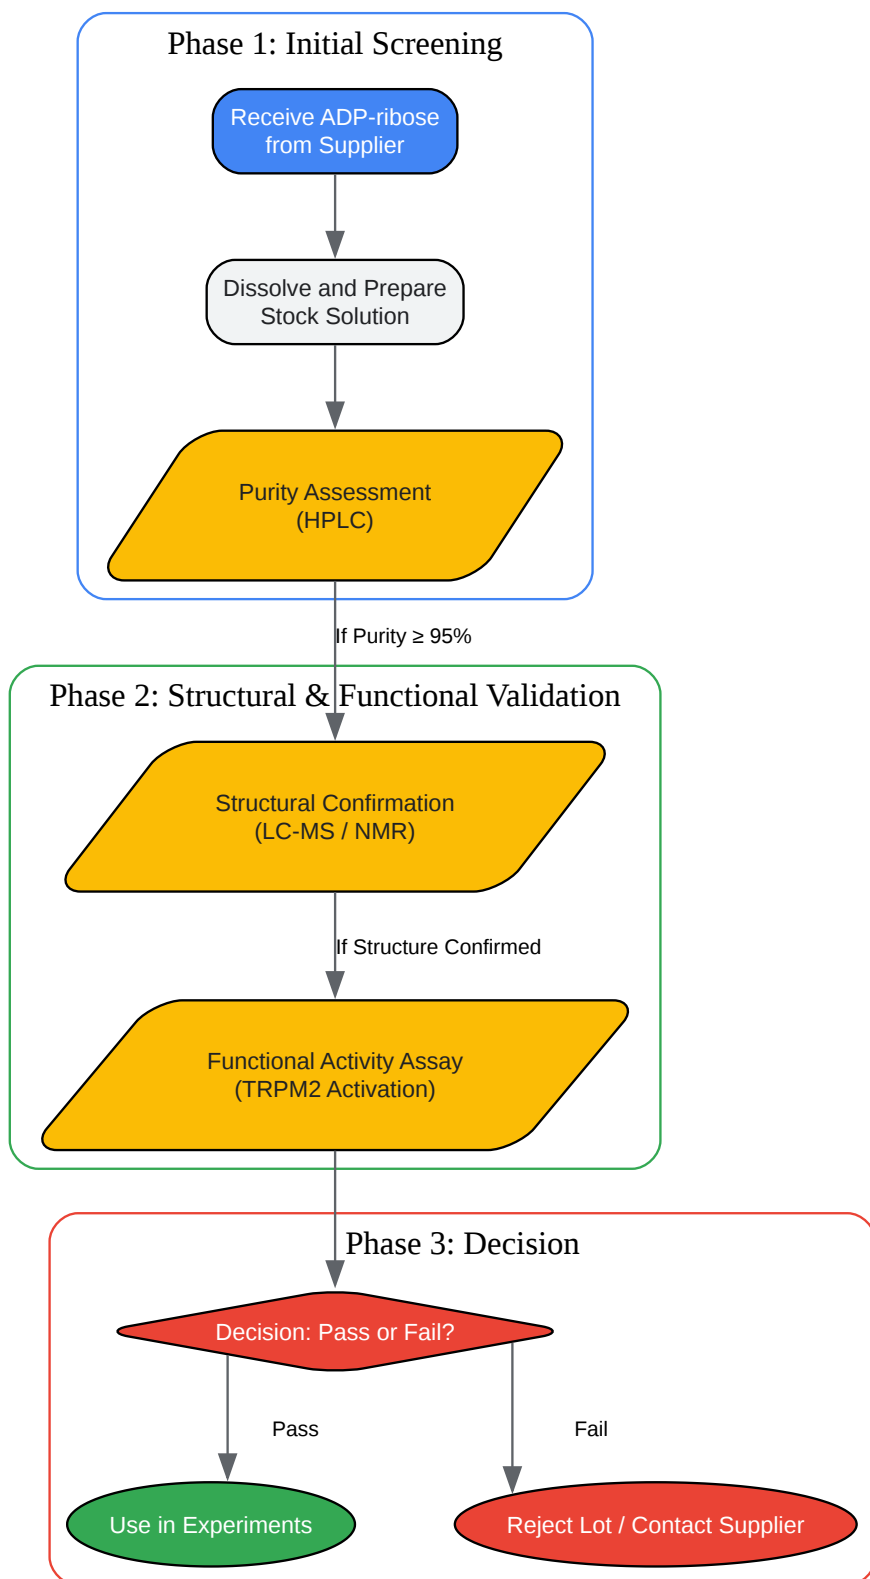 Phase 1: Initial Screening
Receive ADP-ribose
from Supplier
Dissolve and Prepare
Stock Solution
Purity Assessment
(HPLC)
If Purity ≥ 95%
Phase 2: Structural & Functional Validation
Structural Confirmation
(LC-MS / NMR)
If Structure Confirmed
Functional Activity Assay
(TRPM2 Activation)
Phase 3: Decision
Decision: Pass or Fail?
Pass
Fail
Use in Experiments
Reject Lot / Contact Supplier